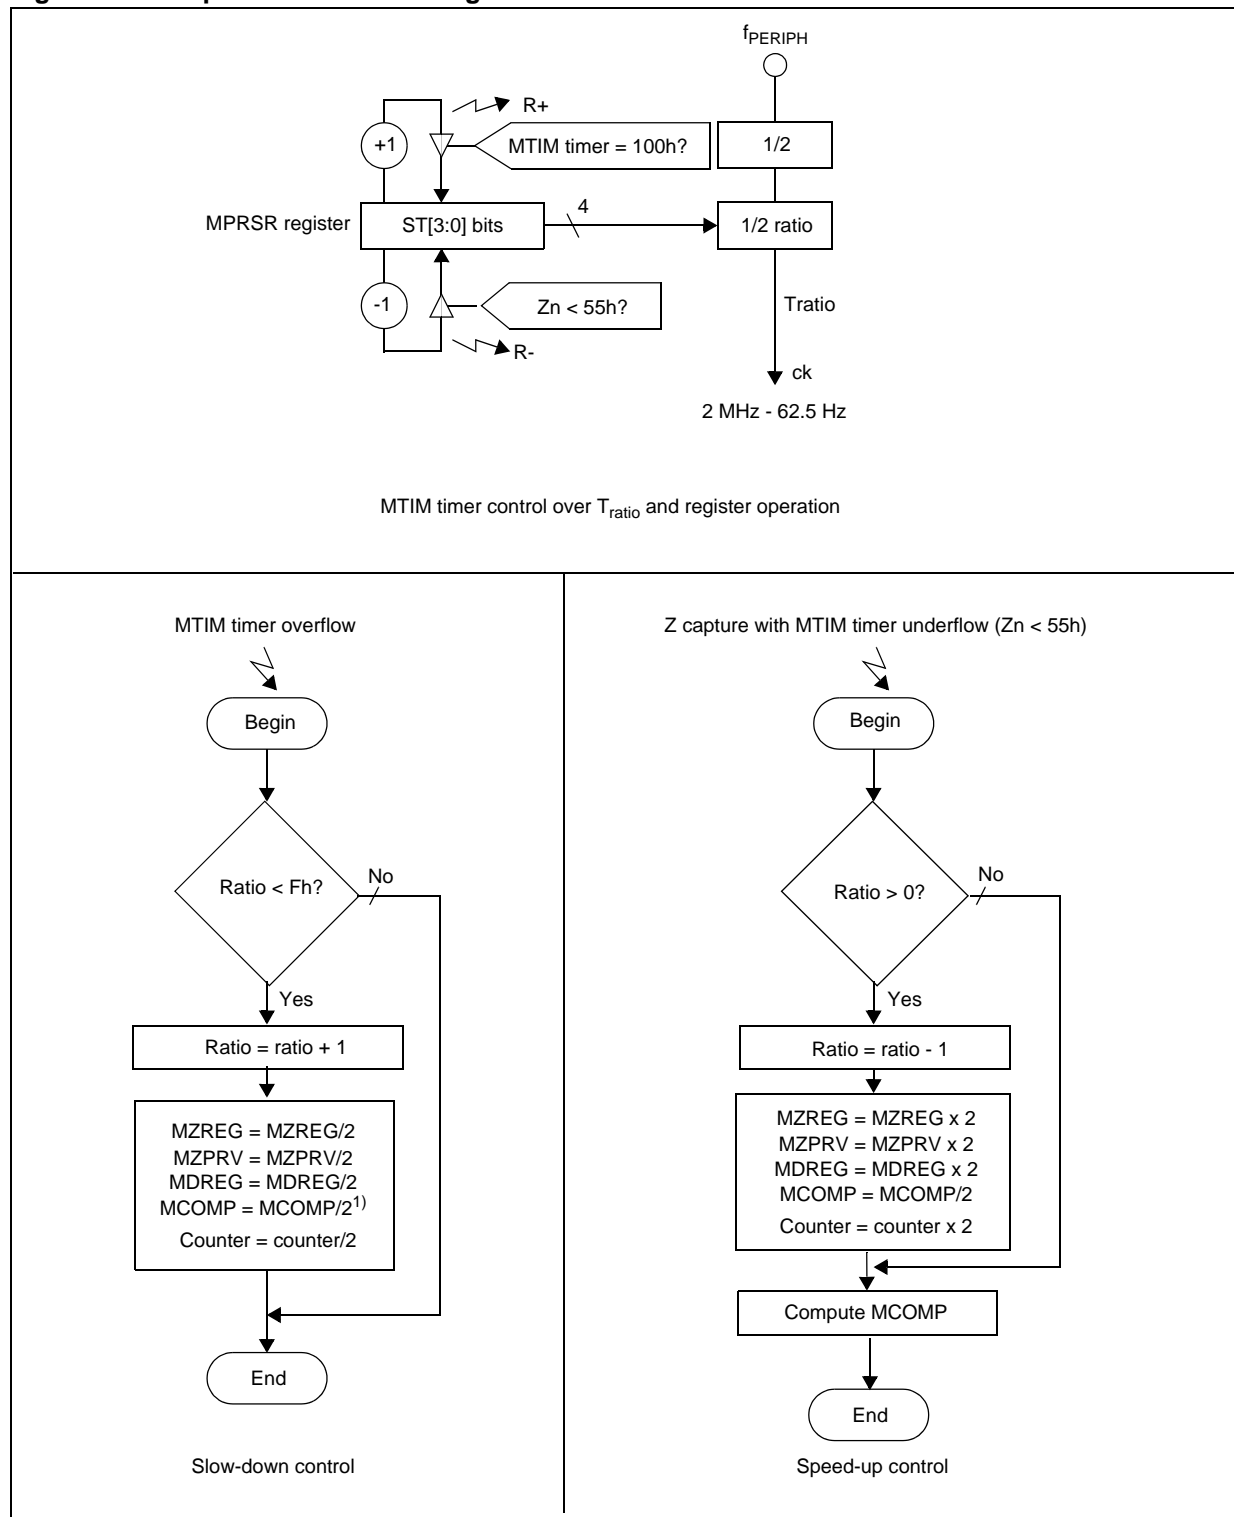 fPERIPH
R+
+1
MTIM timer = 100h?
1/2
4
MPRSR register
ST[3:0] bits
1/2 ratio
-1
Zn < 55h?
Tratio
R-
ck
2 MHz - 62.5 Hz
MTIM timer control over Tratio and register operation
MTIM timer overflow
Begin
Ratio < Fh?
No
Yes
Ratio = ratio + 1
MZREG = MZREG/2
MZPRV = MZPRV/2
MDREG = MDREG/2
MCOMP = MCOMP/2¹⁾
Counter = counter/2
End
Slow-down control
Z capture with MTIM timer underflow (Zn < 55h)
Begin
Ratio > 0?
No
Yes
Ratio = ratio - 1
MZREG = MZREG x 2
MZPRV = MZPRV x 2
MDREG = MDREG x 2
MCOMP = MCOMP/2
Counter = counter x 2
Compute MCOMP
End
Speed-up control